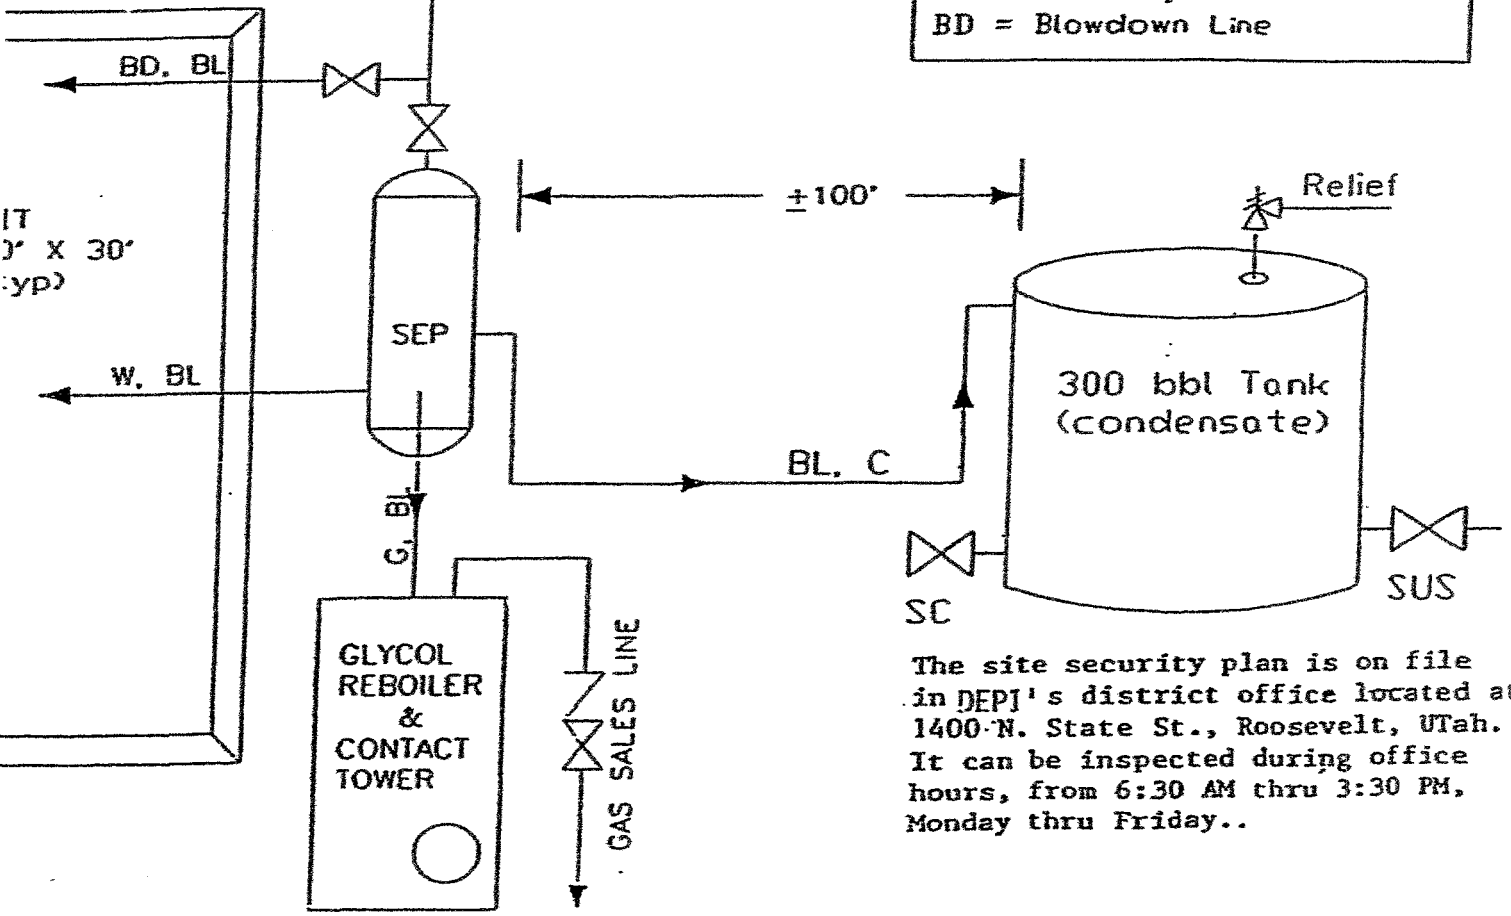 BD = Blowdown Line
BD. BL
±100'
Relief
IT
0' X 30'
typ)
SEP
W. BL
300 bbl Tank
(condensate)
BL. C
G, BL
SC
SUS
GLYCOL
REBOILER
&
CONTACT
TOWER
GAS SALES LINE
The site security plan is on file
in DEPI's district office located at
1400 N. State St., Roosevelt, UTah.
It can be inspected during office
hours, from 6:30 AM thru 3:30 PM,
Monday thru Friday..